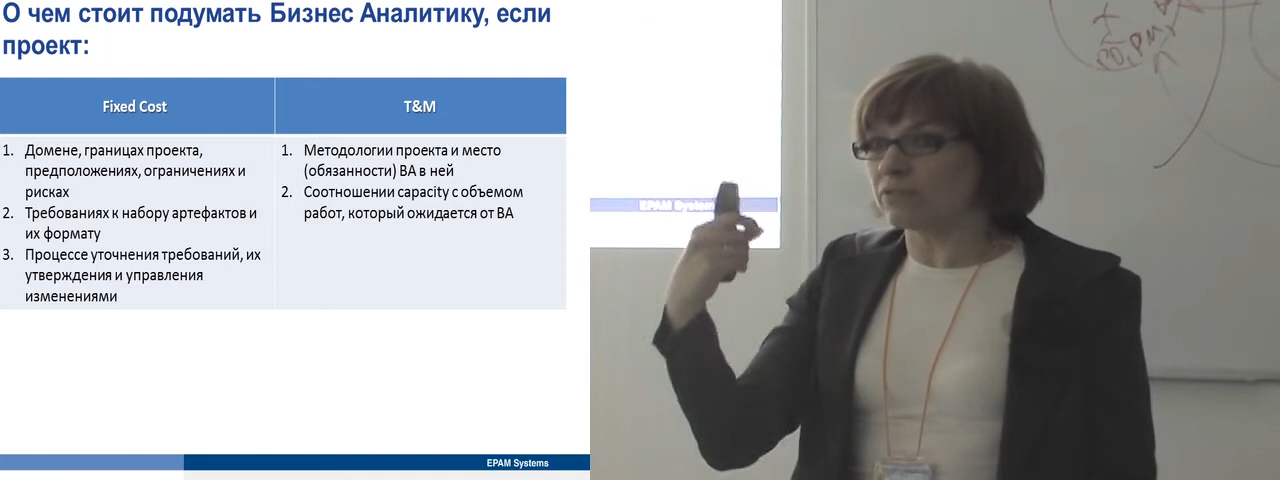 О чем стоит подумать Бизнес Аналитику, если
проект:
Fixed Cost
T&M
1. Домене, границах проекта,
предположениях, ограничениях и
рисках
2. Требованиях к набору артефактов и
их формату
3. Процессе уточнения требований, их
утверждения и управления
изменениями
1. Методологии проекта и место
(обязанности) BA в ней
2. Соотношении capacity с объемом
работ, который ожидается от BA
EPAM Systems
EPAM Systems